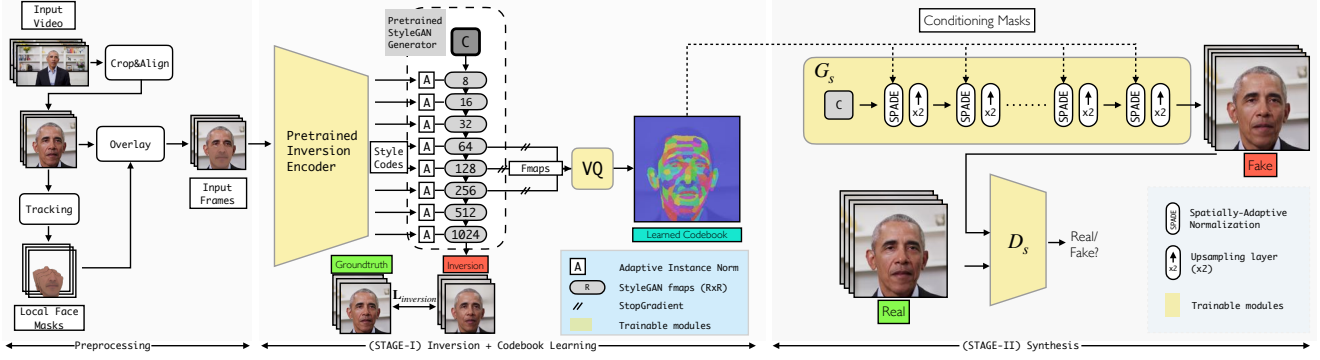 Input
Video
Crop&Align
Overlay
Input
Frames
Tracking
Local Face
Masks
Preprocessing
Pretrained
StyleGAN
Generator
C
Pretrained
Inversion
Encoder
A
8
A
16
A
32
A
64
A
128
A
256
A
512
A
1024
Style
Codes
Fmaps
VQ
Learned Codebook
Groundtruth
Inversion
L inversion
A
Adaptive Instance Norm
R
StyleGAN fmaps (RxR)
//
StopGradient
Trainable modules
(STAGE-I) Inversion + Codebook Learning
Conditioning Masks
Gs
C
SPADE
x2
SPADE
x2
.......
SPADE
x2
SPADE
x2
Fake
Real
Ds
Real/
Fake?
SPADE
Spatially-Adaptive
Normalization
x2
Upsampling layer
(x2)
Trainable modules
(STAGE-II) Synthesis